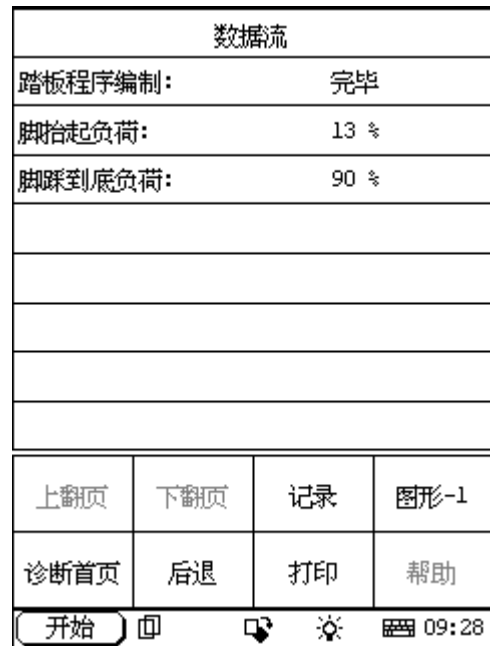 数据流
踏板程序编制： 完毕
脚抬起负荷： 13 %
脚踩到底负荷： 90 %
上翻页 下翻页 记录 图形-1
诊断首页 后退 打印 帮助
开始 09:28